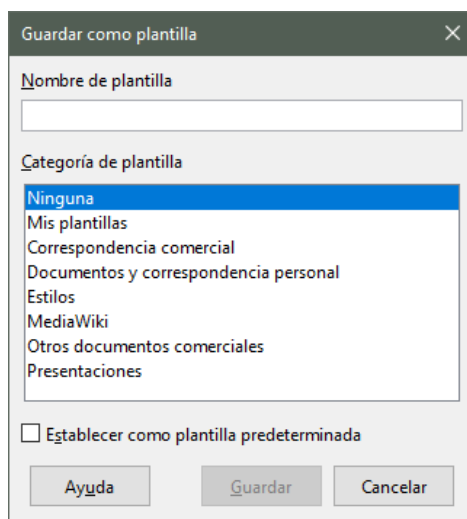 Guardar como plantilla
Nombre de plantilla
Categoría de plantilla
Ninguna
Mis plantillas
Correspondencia comercial
Documentos y correspondencia personal
Estilos
MediaWiki
Otros documentos comerciales
Presentaciones
Establecer como plantilla predeterminada
Ayuda Guardar Cancelar